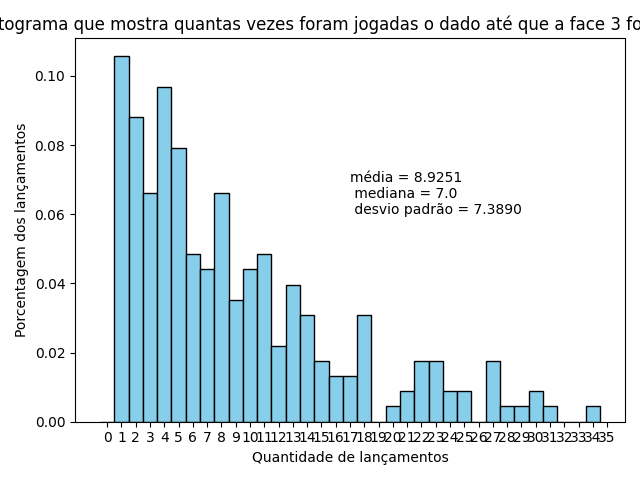 tograma que mostra quantas vezes foram jogadas o dado até que a face 3 fo
0.10
0.08
0.06
0.04
0.02
0.00
Porcentagem dos lançamentos
média = 8.9251
mediana = 7.0
desvio padrão = 7.3890
0 1 2 3 4 5 6 7 8 9 10 11 12 13 14 15 16 17 18 19 20 21 22 23 24 25 26 27 28 29 30 31 32 33 34 35
Quantidade de lançamentos